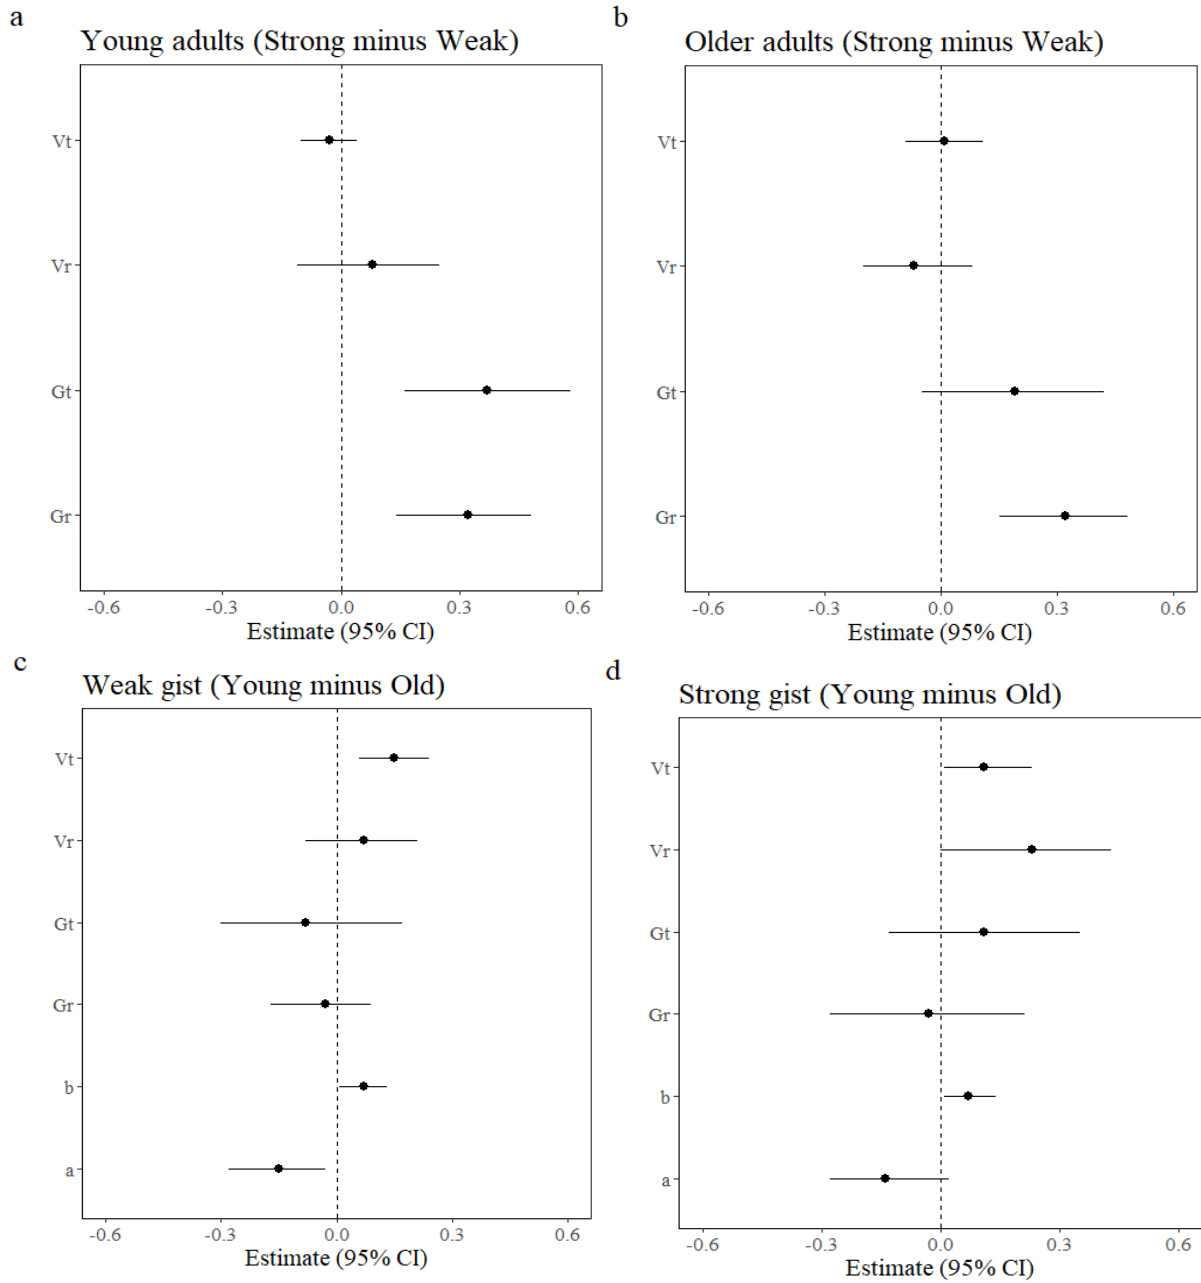 a
Young adults (Strong minus Weak)
Vt
Vr
Gt
Gr
-0.6 -0.3 0.0 0.3 0.6
Estimate (95% CI)
b
Older adults (Strong minus Weak)
Vt
Vr
Gt
Gr
-0.6 -0.3 0.0 0.3 0.6
Estimate (95% CI)
c
Weak gist (Young minus Old)
Vt
Vr
Gt
Gr
b
a
-0.6 -0.3 0.0 0.3 0.6
Estimate (95% CI)
d
Strong gist (Young minus Old)
Vt
Vr
Gt
Gr
b
a
-0.6 -0.3 0.0 0.3 0.6
Estimate (95% CI)